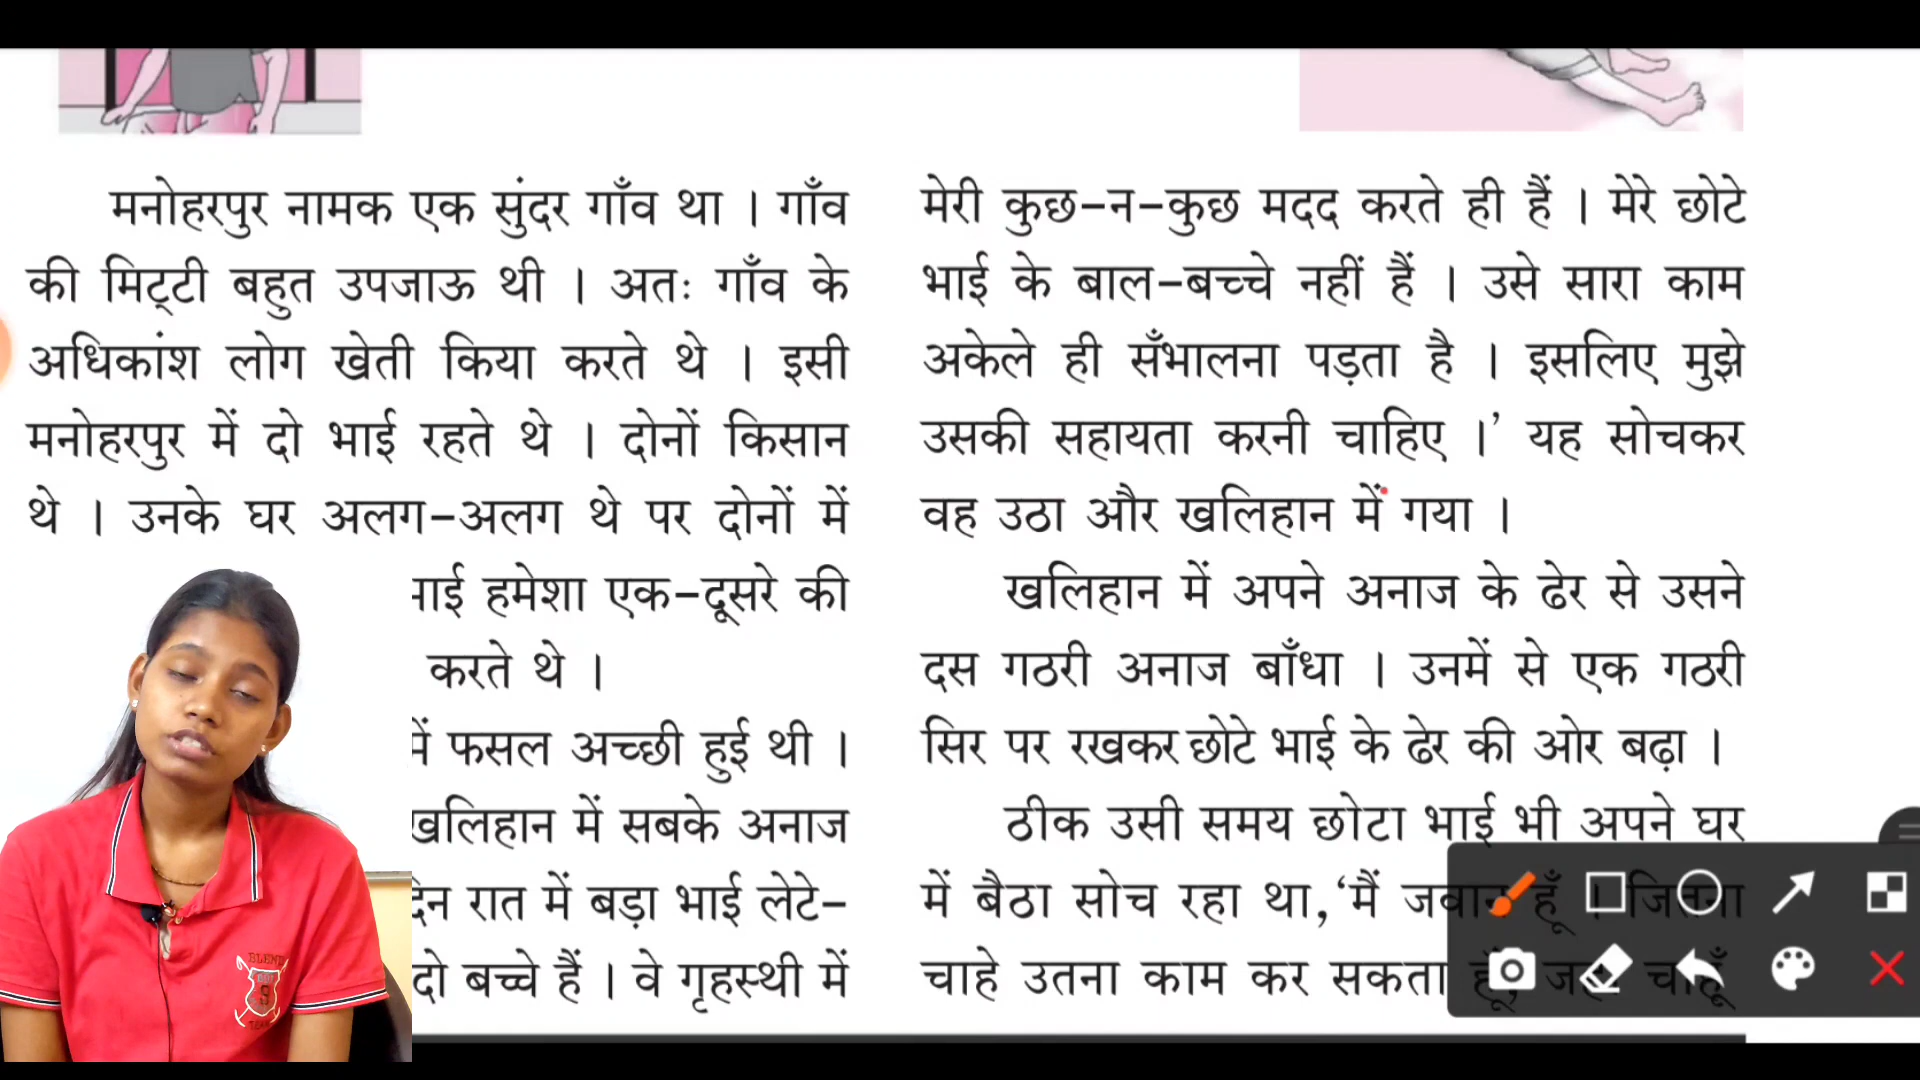 मनोहरपुर नामक एक सुंदर गाँव था । गाँव
की मिट्टी बहुत उपजाऊ थी । अतः गाँव के
अधिकांश लोग खेती किया करते थे । इसी
मनोहरपुर में दो भाई रहते थे । दोनों किसान
थे । उनके घर अलग-अलग थे पर दोनों में
हमेशा एक-दूसरे की
करते थे ।
फसल अच्छी हुई थी ।
खलिहान में सबके अनाज
रात में बड़ा भाई लेटे-
दो बच्चे हैं । वे गृहस्थी में
मेरी कुछ-न-कुछ मदद करते ही हैं । मेरे छोटे
भाई के बाल-बच्चे नहीं हैं । उसे सारा काम
अकेले ही सँभालना पड़ता है । इसलिए मुझे
उसकी सहायता करनी चाहिए ।’ यह सोचकर
वह उठा और खलिहान में गया ।
खलिहान में अपने अनाज के ढेर से उसने
दस गठरी अनाज बाँधा । उनमें से एक गठरी
सिर पर रखकर छोटे भाई के ढेर की ओर बढ़ा ।
ठीक उसी समय छोटा भाई भी अपने घर
में बैठा सोच रहा था, ‘मैं जवान हूँ । जितना
चाहे उतना काम कर सकता हूँ, जहाँ चाहूँ